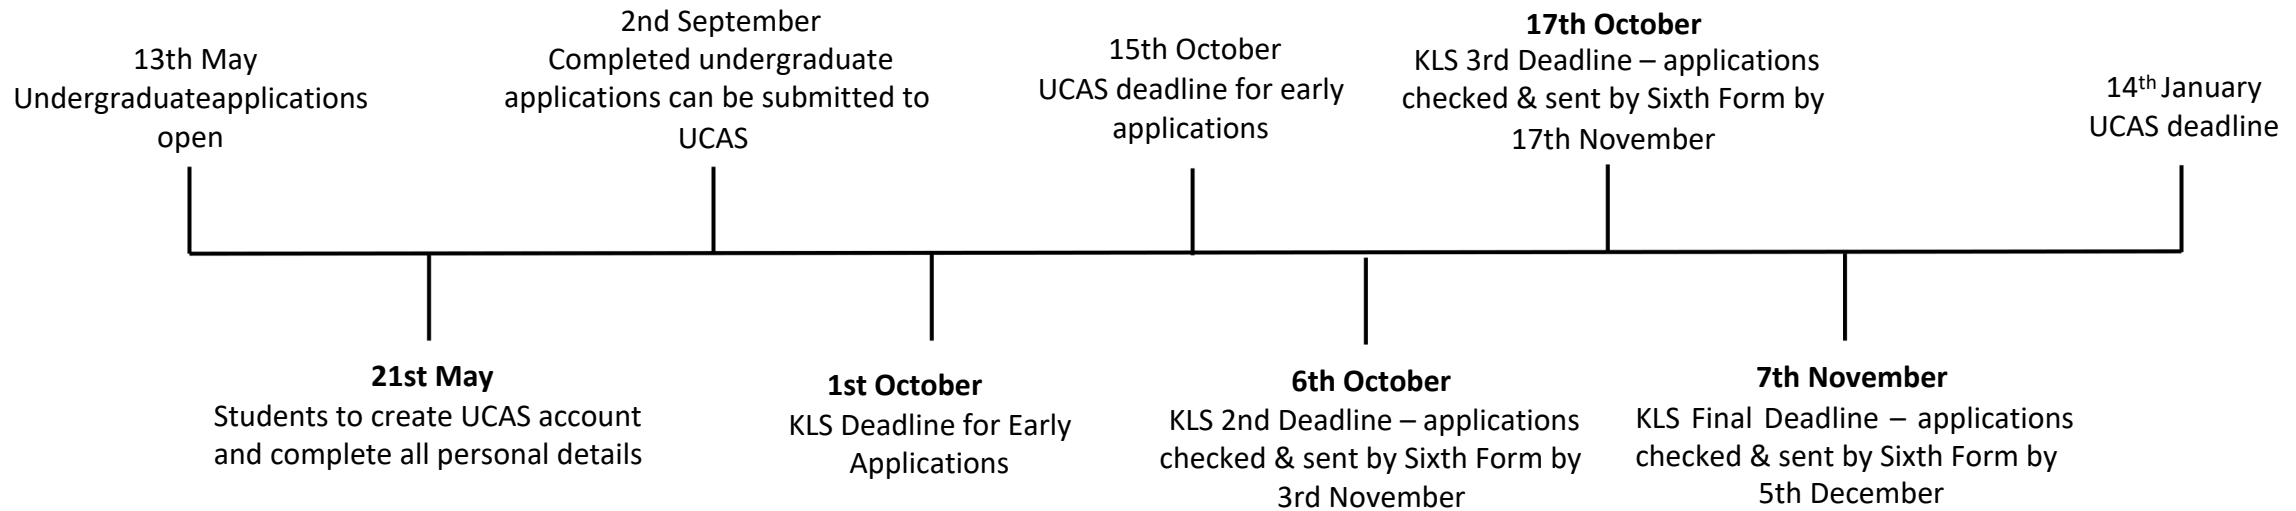 13th May
Undergraduateapplications
open
2nd September
Completed undergraduate
applications can be submitted to
UCAS
15th October
UCAS deadline for early
applications
17th October
KLS 3rd Deadline – applications
checked & sent by Sixth Form by
17th November
14th January
UCAS deadline
21st May
Students to create UCAS account
and complete all personal details
1st October
KLS Deadline for Early
Applications
6th October
KLS 2nd Deadline – applications
checked & sent by Sixth Form by
3rd November
7th November
KLS Final Deadline – applications
checked & sent by Sixth Form by
5th December